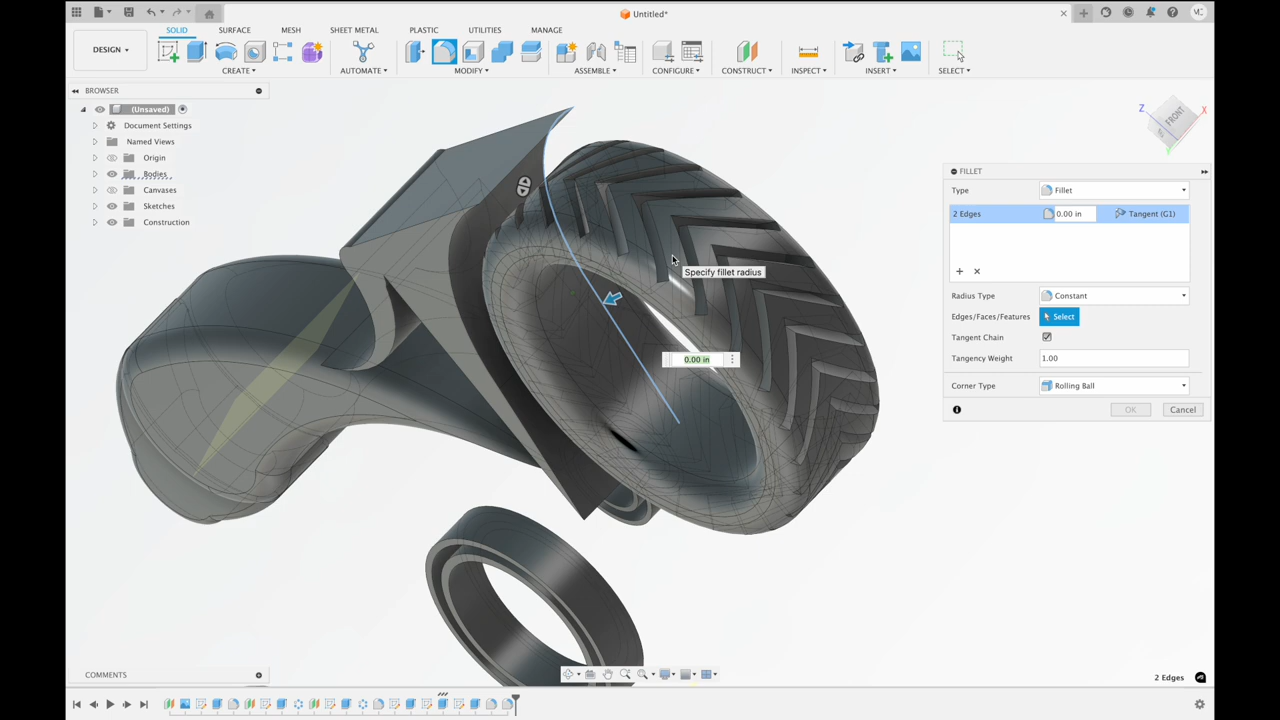 Untitled*
MC
DESIGN
SOLID
SURFACE
MESH
SHEET METAL
PLASTIC
UTILITIES
MANAGE
CREATE
AUTOMATE
MODIFY
ASSEMBLE
CONFIGURE
CONSTRUCT
INSPECT
INSERT
SELECT
BROWSER
(Unsaved)
Document Settings
Named Views
Origin
Bodies
Canvases
Sketches
Construction
Z
X
Y
FRONT
FILLET
Type
Fillet
2 Edges
0.00 in
Tangent (G1)
Radius Type
Constant
Edges/Faces/Features
Select
Tangent Chain
Tangency Weight
1.00
Corner Type
Rolling Ball
OK
Cancel
Specify fillet radius
0.00 in
COMMENTS
2 Edges